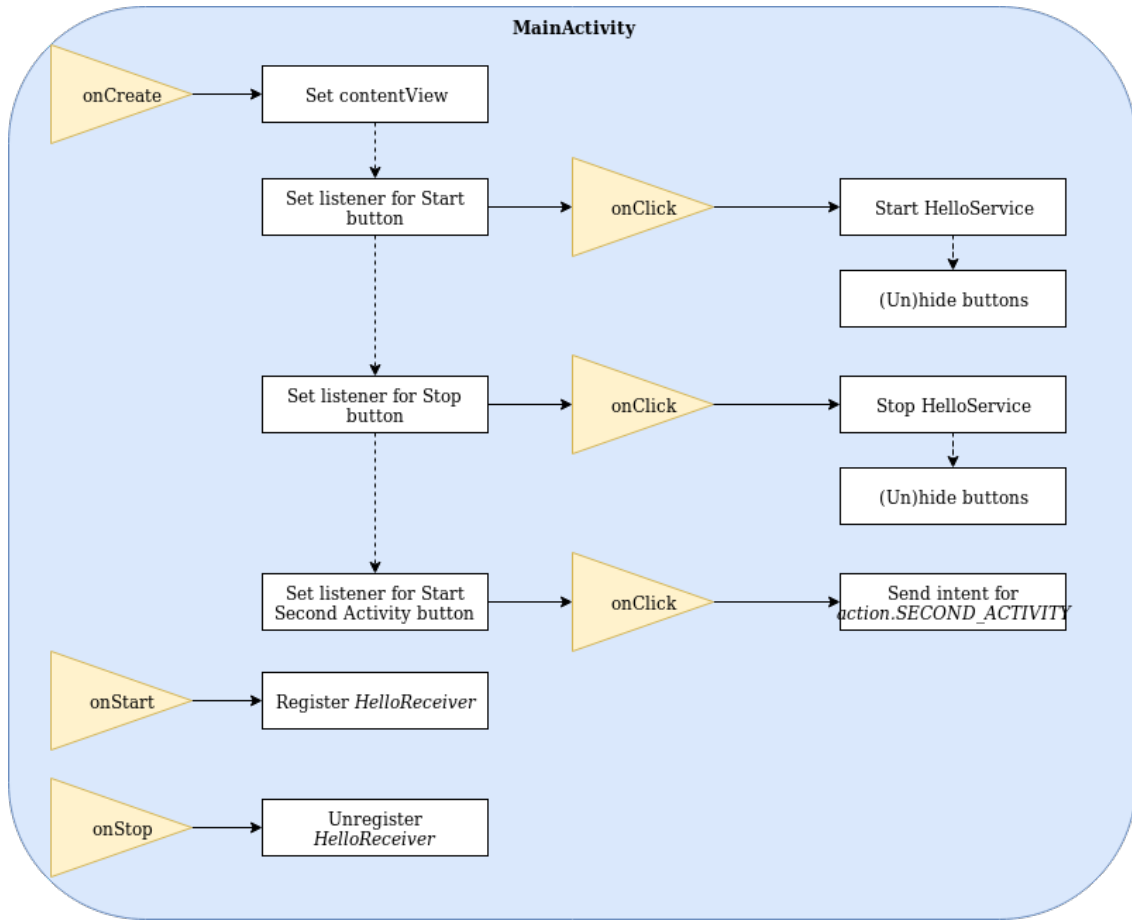 MainActivity
onCreate
Set contentView
Set listener for Start
button
onClick
Start HelloService
(Un)hide buttons
Set listener for Stop
button
onClick
Stop HelloService
(Un)hide buttons
Set listener for Start
Second Activity button
onClick
Send intent for
action.SECOND_ACTIVITY
onStart
Register HelloReceiver
onStop
Unregister
HelloReceiver